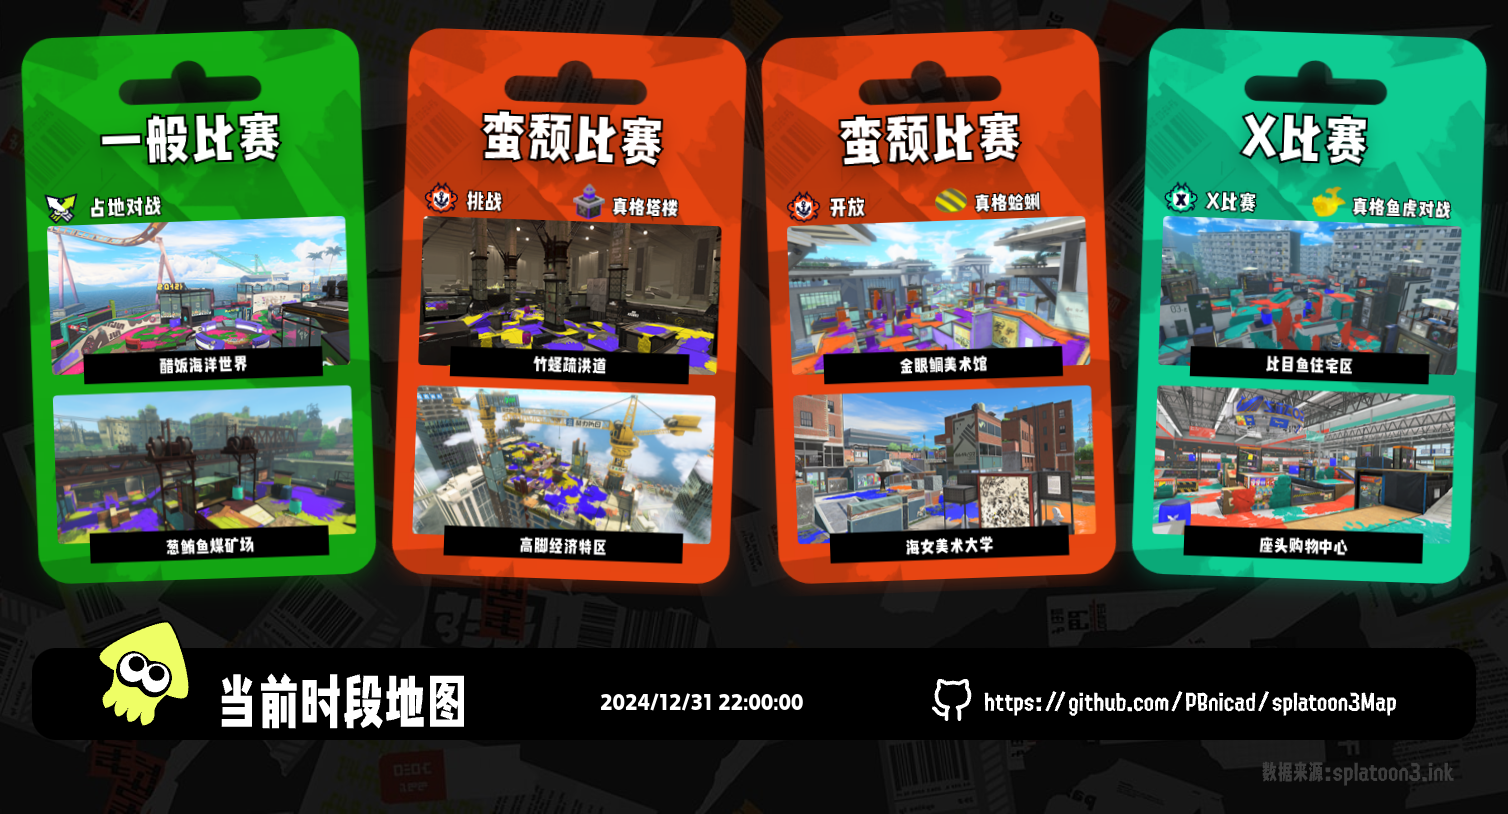 一般比赛
占地对战
醋饭海洋世界
葱鲔鱼煤矿场
蛮颓比赛
挑战
真格塔楼
竹蛏疏洪道
高脚经济特区
蛮颓比赛
开放
真格蛤蜊
金眼鲷美术馆
海女美术大学
X比赛
X比赛
真格鱼虎对战
比目鱼住宅区
座头购物中心
当前时段地图
2024/12/31 22:00:00
https://github.com/PBnicad/splatoon3Map
数据来源:splatoon3.ink